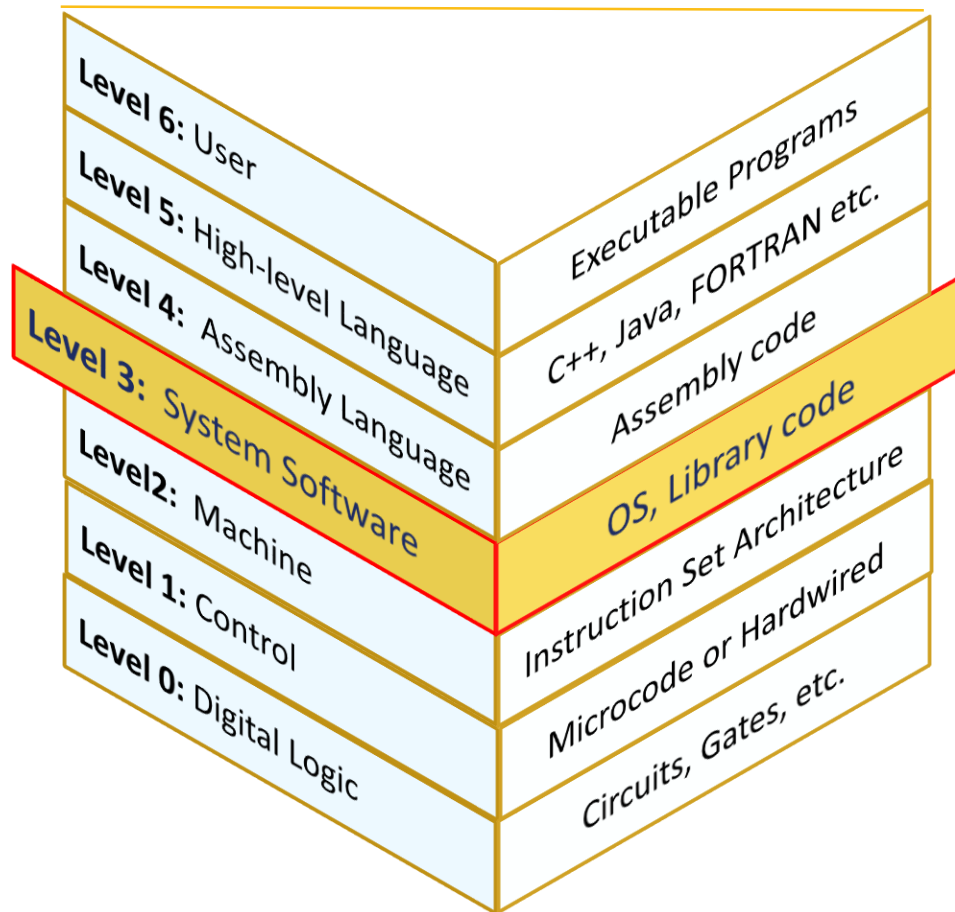 Level 6: User
Executable Programs
Level 5: High-level Language
C++, Java, FORTRAN etc.
Level 4: Assembly Language
Assembly code
Level 3: System Software
OS, Library code
Level2: Machine
Instruction Set Architecture
Level 1: Control
Microcode or Hardwired
Level 0: Digital Logic
Circuits, Gates, etc.